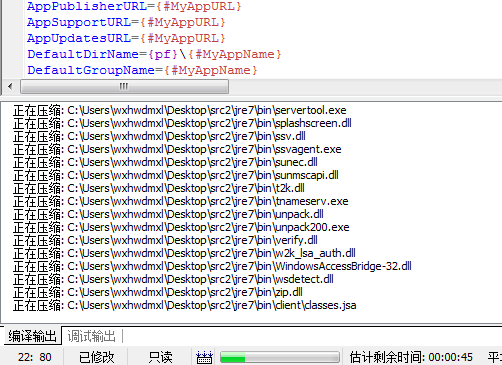 AppPublisherURL={#MyAppURL}
AppSupportURL={#MyAppURL}
AppUpdatesURL={#MyAppURL}
DefaultDirName={pf}\{#MyAppName}
DefaultGroupName={#MyAppName}
正在压缩: C:\Users\wxhwdmxl\Desktop\src2\jre7\bin\servertool.exe
正在压缩: C:\Users\wxhwdmxl\Desktop\src2\jre7\bin\splashscreen.dll
正在压缩: C:\Users\wxhwdmxl\Desktop\src2\jre7\bin\ssv.dll
正在压缩: C:\Users\wxhwdmxl\Desktop\src2\jre7\bin\ssvagent.exe
正在压缩: C:\Users\wxhwdmxl\Desktop\src2\jre7\bin\sunec.dll
正在压缩: C:\Users\wxhwdmxl\Desktop\src2\jre7\bin\sunmscapi.dll
正在压缩: C:\Users\wxhwdmxl\Desktop\src2\jre7\bin\t2k.dll
正在压缩: C:\Users\wxhwdmxl\Desktop\src2\jre7\bin\tnameserv.exe
正在压缩: C:\Users\wxhwdmxl\Desktop\src2\jre7\bin\unpack.dll
正在压缩: C:\Users\wxhwdmxl\Desktop\src2\jre7\bin\unpack200.exe
正在压缩: C:\Users\wxhwdmxl\Desktop\src2\jre7\bin\verify.dll
正在压缩: C:\Users\wxhwdmxl\Desktop\src2\jre7\bin\w2k_lsa_auth.dll
正在压缩: C:\Users\wxhwdmxl\Desktop\src2\jre7\bin\WindowsAccessBridge-32.dll
正在压缩: C:\Users\wxhwdmxl\Desktop\src2\jre7\bin\wsdetect.dll
正在压缩: C:\Users\wxhwdmxl\Desktop\src2\jre7\bin\zip.dll
正在压缩: C:\Users\wxhwdmxl\Desktop\src2\jre7\bin\client\classes.jsa
编译输出 调试输出
22: 80 已修改 只读 估计剩余时间: 00:00:45 平